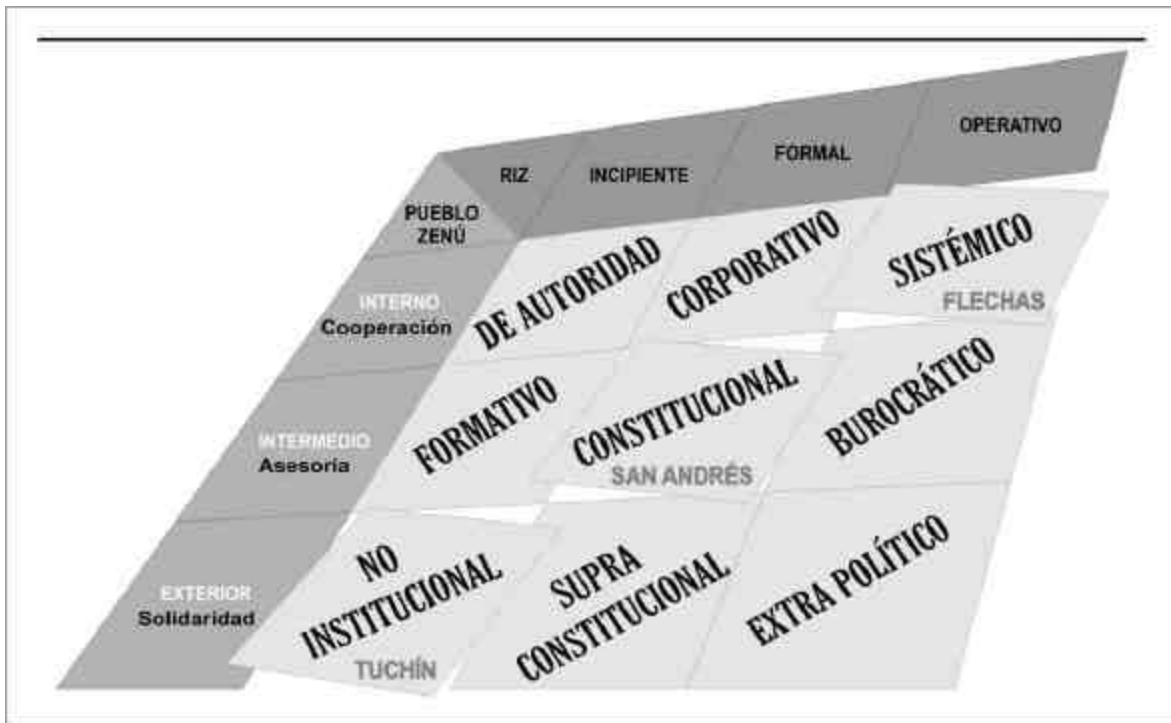 RIZ
INCIPIENTE
FORMAL
OPERATIVO
PUEBLO
ZENÚ
INTERNO
Cooperación
DE AUTORIDAD
CORPORATIVO
SISTÉMICO
FLECHAS
INTERMEDIO
Asesoría
FORMATIVO
CONSTITUCIONAL
SAN ANDRÉS
BUROCRÁTICO
EXTERIOR
Solidaridad
NO
INSTITUCIONAL
TUCHÍN
SUPRA
CONSTITUCIONAL
EXTRA POLÍTICO